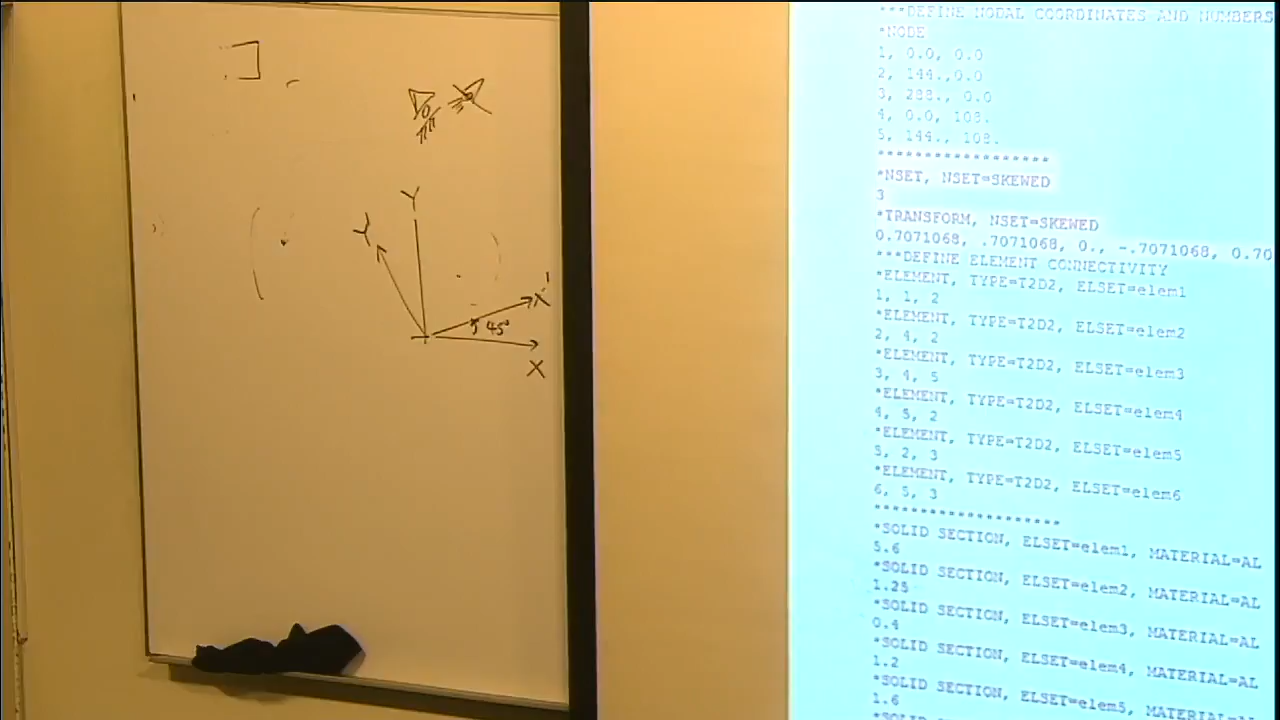 Y
Y
X'
45°
X
***DEFINE NODAL COORDINATES AND NUMBERS
*NODE
1, 0.0, 0.0
2, 144.,0.0
3, 288., 0.0
4, 0.0, 108.
5, 144., 108.
******************
*NSET, NSET=SKEWED
3
*TRANSFORM, NSET=SKEWED
0.7071068, .7071068, 0., -.7071068, 0.70
***DEFINE ELEMENT CONNECTIVITY
*ELEMENT, TYPE=T2D2, ELSET=elem1
1, 1, 2
*ELEMENT, TYPE=T2D2, ELSET=elem2
2, 4, 2
*ELEMENT, TYPE=T2D2, ELSET=elem3
3, 4, 5
*ELEMENT, TYPE=T2D2, ELSET=elem4
4, 5, 2
*ELEMENT, TYPE=T2D2, ELSET=elem5
5, 2, 3
*ELEMENT, TYPE=T2D2, ELSET=elem6
6, 5, 3
********************
*SOLID SECTION, ELSET=elem1, MATERIAL=AL
5.6
*SOLID SECTION, ELSET=elem2, MATERIAL=AL
1.25
*SOLID SECTION, ELSET=elem3, MATERIAL=AL
0.4
*SOLID SECTION, ELSET=elem4, MATERIAL=AL
1.2
*SOLID SECTION, ELSET=elem5, MATERIAL=AL
1.6